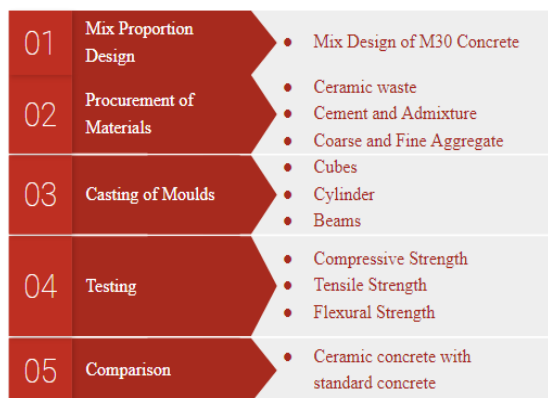 01
Mix Proportion
Design
● Mix Design of M30 Concrete
02
Procurement of
Materials
● Ceramic waste
● Cement and Admixture
● Coarse and Fine Aggregate
03
Casting of Moulds
● Cubes
● Cylinder
● Beams
04
Testing
● Compressive Strength
● Tensile Strength
● Flexural Strength
05
Comparison
● Ceramic concrete with
standard concrete